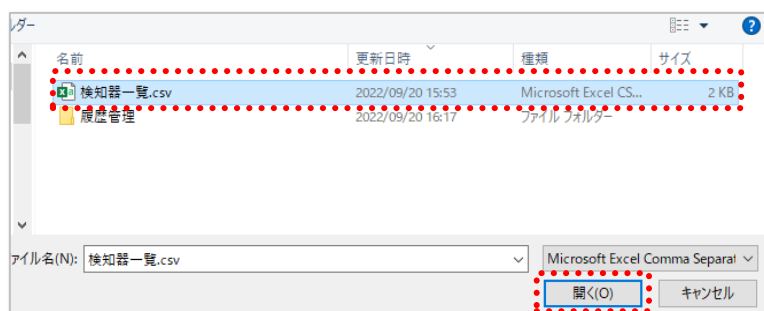 ルダー
名前 更新日時 種類 サイズ
検知器一覧.csv 2022/09/20 15:53 Microsoft Excel CS... 2 KB
履歴管理 2022/09/20 16:17 ファイル フォルダー
ァイル名(N): 検知器一覧.csv Microsoft Excel Comma Separat
開く(O) キャンセル